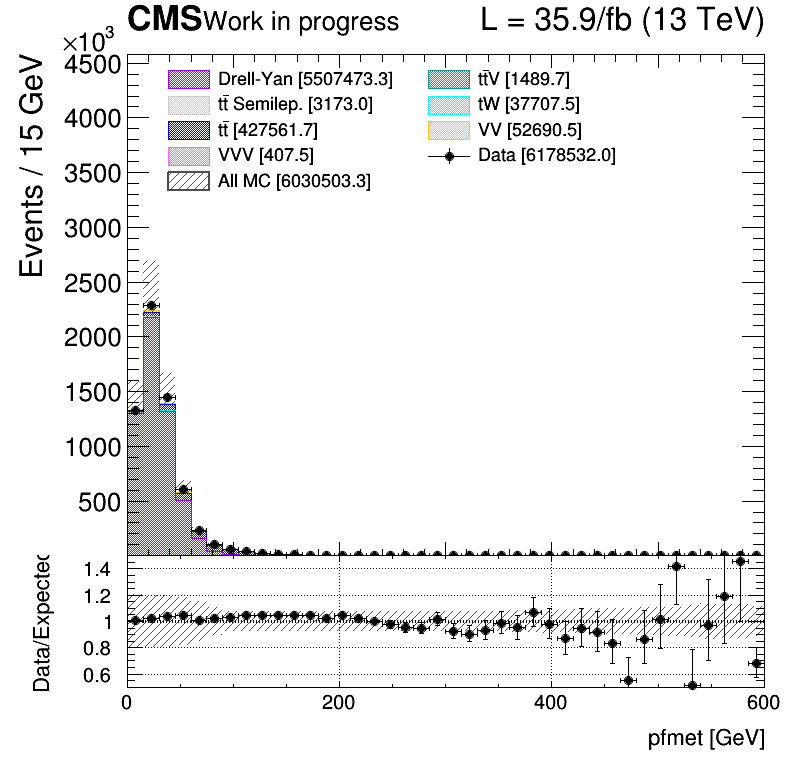 CMS Work in progress L = 35.9/fb (13 TeV)
×10³
Events / 15 GeV
4500
4000
3500
3000
2500
2000
1500
1000
500
Drell-Yan [5507473.3]
tt̄ Semilep. [3173.0]
tt̄ [427561.7]
VVV [407.5]
All MC [6030503.3]
tt̄V [1489.7]
tW [37707.5]
VV [52690.5]
Data [6178532.0]
Data/Expected
1.4
1.2
1
0.8
0.6
0 200 400 600
pfmet [GeV]